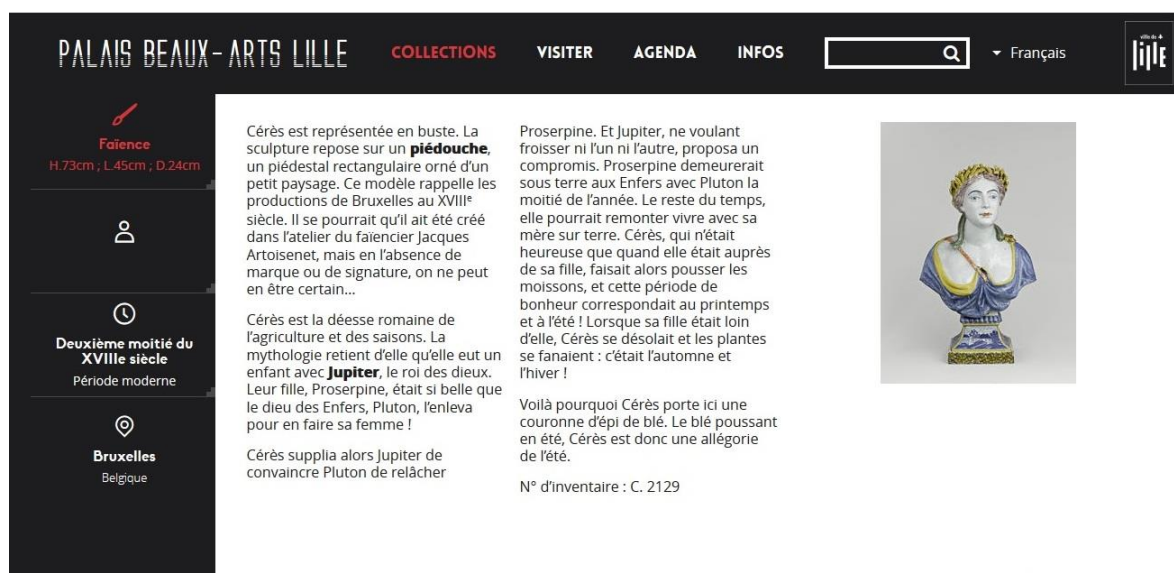 PALAIS BEAUX-ARTS LILLE
COLLECTIONS
VISITER
AGENDA
INFOS
Français
ville de
lille
Faïence
H.73cm ; L.45cm ; D.24cm
Deuxième moitié du
XVIIIe siècle
Période moderne
Bruxelles
Belgique
Cérès est représentée en buste. La
sculpture repose sur un piédouche,
un piédestal rectangulaire orné d’un
petit paysage. Ce modèle rappelle les
productions de Bruxelles au XVIIIᵉ
siècle. Il se pourrait qu’il ait été créé
dans l’atelier du faïencier Jacques
Artoisenet, mais en l’absence de
marque ou de signature, on ne peut
en être certain…
Cérès est la déesse romaine de
l’agriculture et des saisons. La
mythologie retient d’elle qu’elle eut un
enfant avec Jupiter, le roi des dieux.
Leur fille, Proserpine, était si belle que
le dieu des Enfers, Pluton, l’enleva
pour en faire sa femme !
Cérès supplia alors Jupiter de
convaincre Pluton de relâcher
Proserpine. Et Jupiter, ne voulant
froisser ni l’un ni l’autre, proposa un
compromis. Proserpine demeurerait
sous terre aux Enfers avec Pluton la
moitié de l’année. Le reste du temps,
elle pourrait remonter vivre avec sa
mère sur terre. Cérès, qui n’était
heureuse que quand elle était auprès
de sa fille, faisait alors pousser les
moissons, et cette période de
bonheur correspondait au printemps
et à l’été ! Lorsque sa fille était loin
d’elle, Cérès se désolait et les plantes
se fanaient : c’était l’automne et
l’hiver !
Voilà pourquoi Cérès porte ici une
couronne d’épi de blé. Le blé poussant
en été, Cérès est donc une allégorie
de l’été.
N° d’inventaire : C. 2129